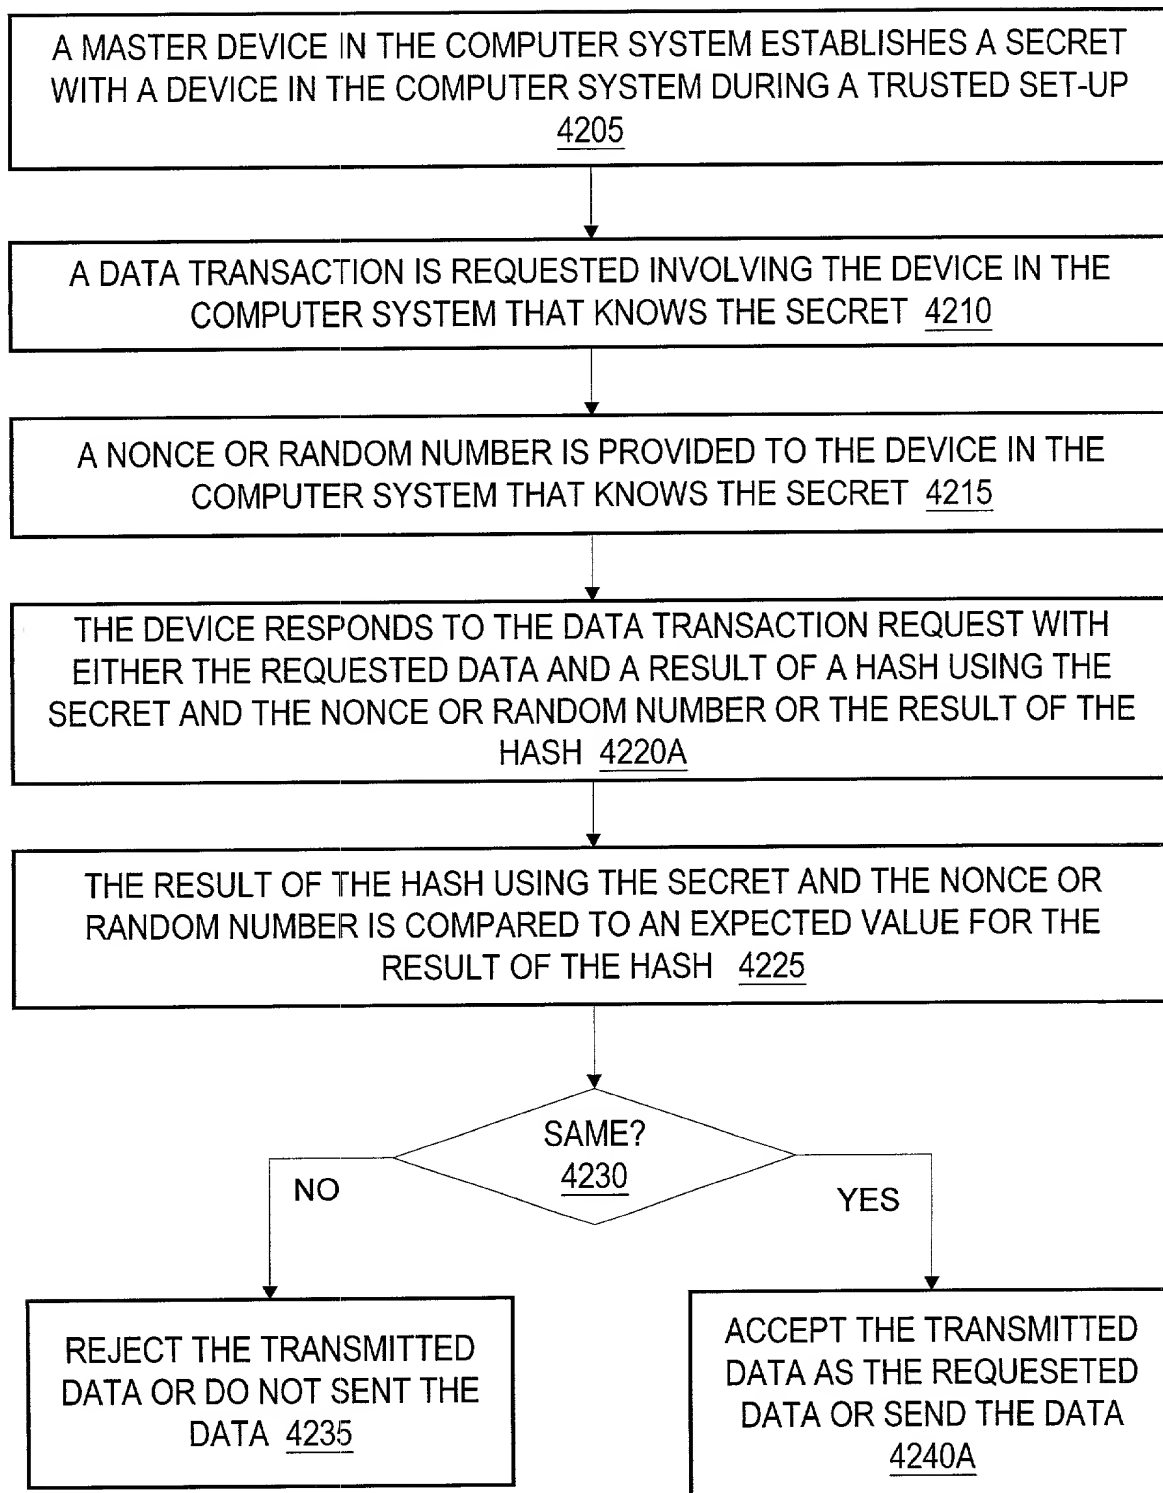 A MASTER DEVICE IN THE COMPUTER SYSTEM ESTABLISHES A SECRET
WITH A DEVICE IN THE COMPUTER SYSTEM DURING A TRUSTED SET-UP
4205
A DATA TRANSACTION IS REQUESTED INVOLVING THE DEVICE IN THE
COMPUTER SYSTEM THAT KNOWS THE SECRET 4210
A NONCE OR RANDOM NUMBER IS PROVIDED TO THE DEVICE IN THE
COMPUTER SYSTEM THAT KNOWS THE SECRET 4215
THE DEVICE RESPONDS TO THE DATA TRANSACTION REQUEST WITH
EITHER THE REQUESTED DATA AND A RESULT OF A HASH USING THE
SECRET AND THE NONCE OR RANDOM NUMBER OR THE RESULT OF THE
HASH 4220A
THE RESULT OF THE HASH USING THE SECRET AND THE NONCE OR
RANDOM NUMBER IS COMPARED TO AN EXPECTED VALUE FOR THE
RESULT OF THE HASH 4225
SAME?
4230
NO
YES
REJECT THE TRANSMITTED
DATA OR DO NOT SENT THE
DATA 4235
ACCEPT THE TRANSMITTED
DATA AS THE REQUESETED
DATA OR SEND THE DATA
4240A